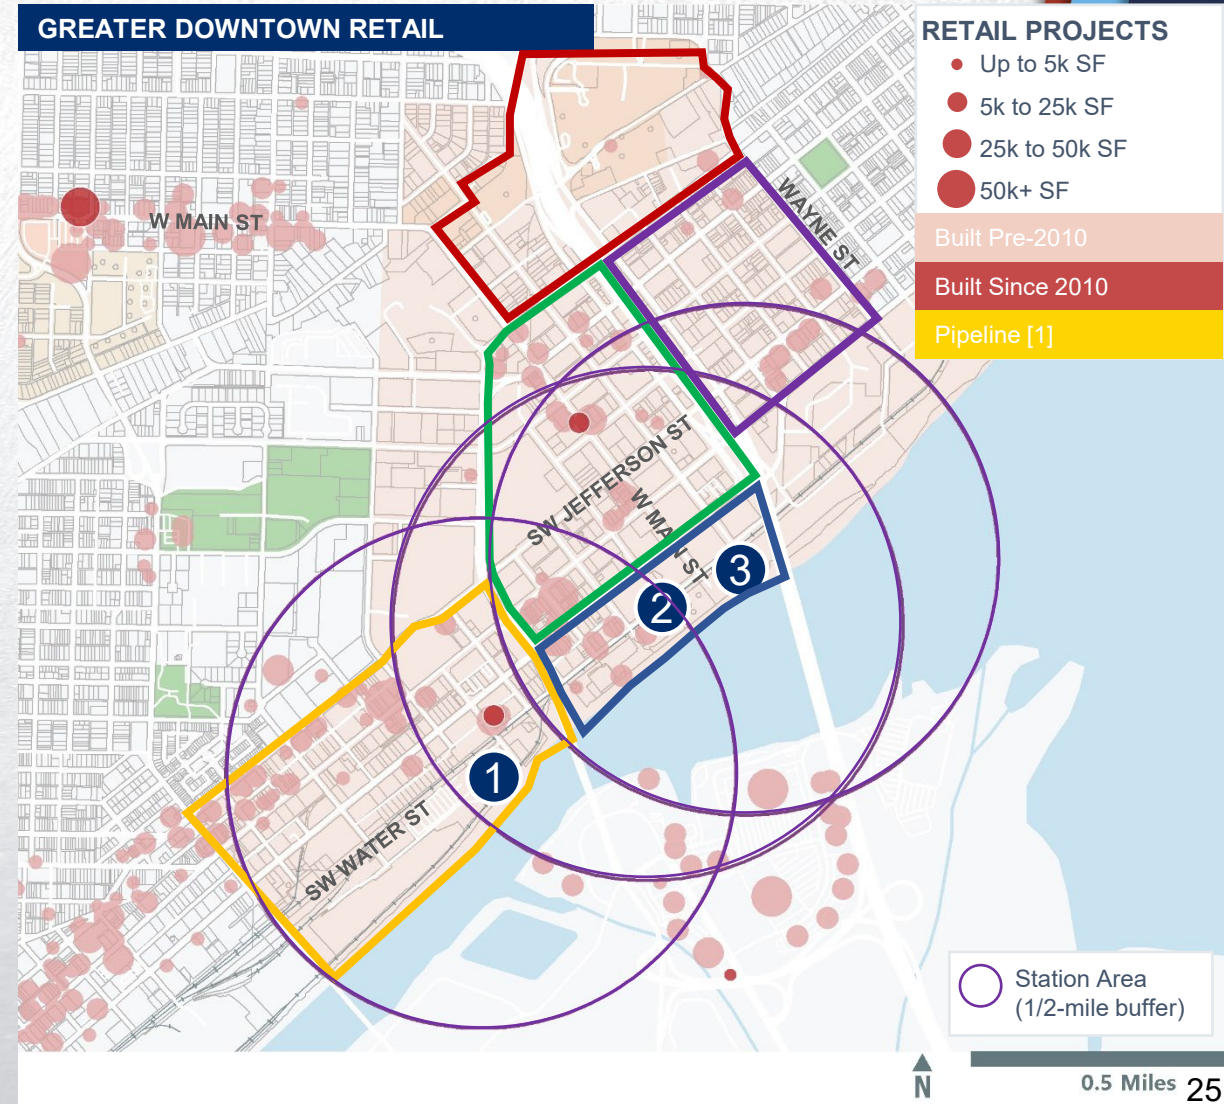 GREATER DOWNTOWN RETAIL
RETAIL PROJECTS
Up to 5k SF
5k to 25k SF
25k to 50k SF
50k+ SF
Built Pre-2010
Built Since 2010
Pipeline [1]
W MAIN ST
WAYNE ST
SW JEFFERSON ST
W MAIN ST
3
2
1
SW WATER ST
Station Area
(1/2-mile buffer)
N
0.5 Miles
25